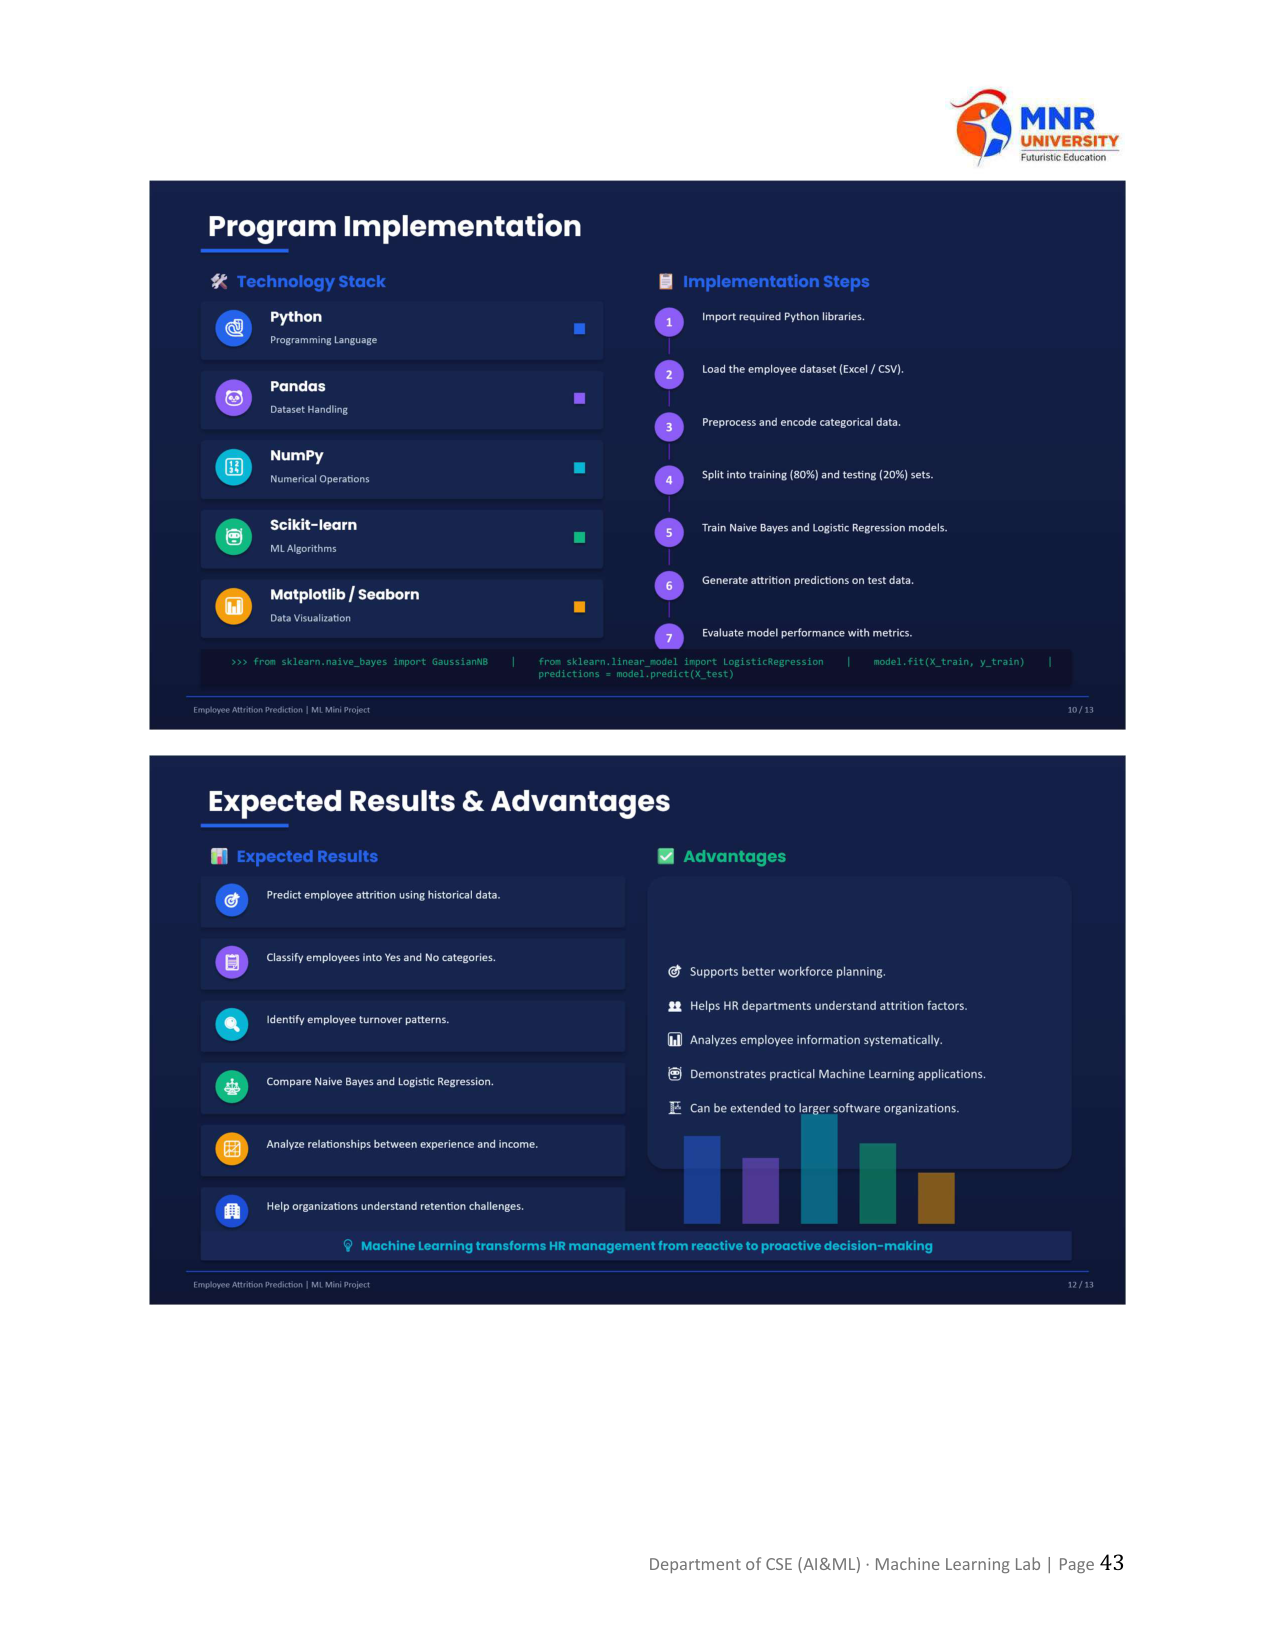 MNR
UNIVERSITY
Futuristic Education
Program Implementation
Technology Stack
Python
Programming Language
Pandas
Dataset Handling
NumPy
Numerical Operations
Scikit-learn
ML Algorithms
Matplotlib / Seaborn
Data Visualization
Implementation Steps
1 Import required Python libraries.
2 Load the employee dataset (Excel / CSV).
3 Preprocess and encode categorical data.
4 Split into training (80%) and testing (20%) sets.
5 Train Naive Bayes and Logistic Regression models.
6 Generate attrition predictions on test data.
7 Evaluate model performance with metrics.
>>> from sklearn.naive_bayes import GaussianNB | from sklearn.linear_model import LogisticRegression | model.fit(X_train, y_train) |
predictions = model.predict(X_test)
Employee Attrition Prediction | ML Mini Project 10 / 13
Expected Results & Advantages
Expected Results
Predict employee attrition using historical data.
Classify employees into Yes and No categories.
Identify employee turnover patterns.
Compare Naive Bayes and Logistic Regression.
Analyze relationships between experience and income.
Help organizations understand retention challenges.
Advantages
Supports better workforce planning.
Helps HR departments understand attrition factors.
Analyzes employee information systematically.
Demonstrates practical Machine Learning applications.
Can be extended to larger software organizations.
Machine Learning transforms HR management from reactive to proactive decision-making
Employee Attrition Prediction | ML Mini Project 12 / 13
Department of CSE (AI&ML) · Machine Learning Lab | Page 43